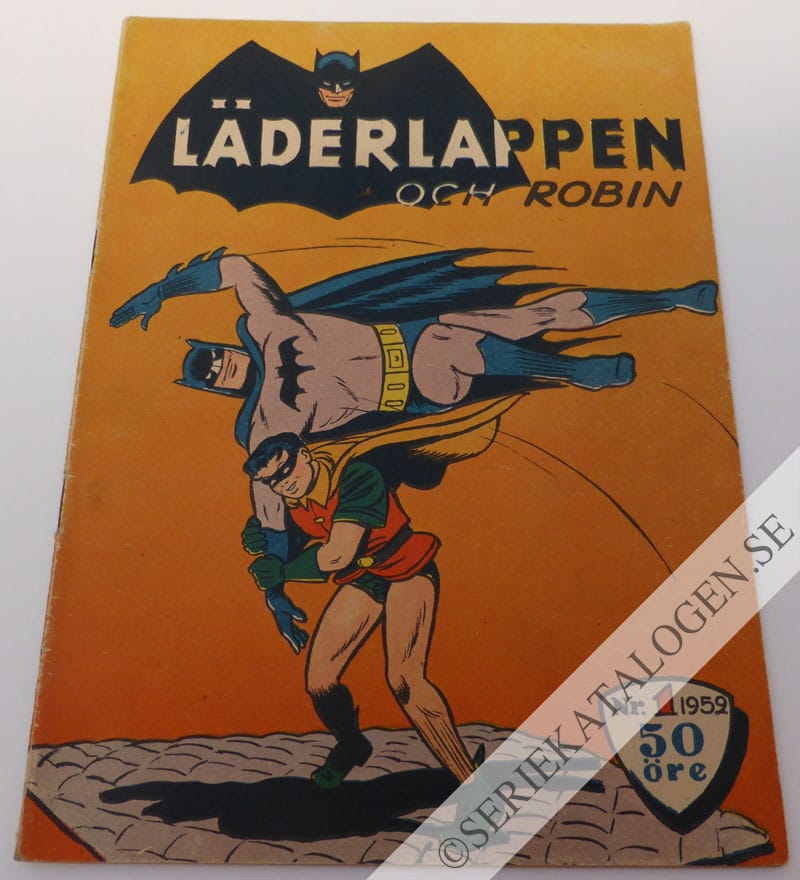 LÄDERLAPPEN
OCH ROBIN
Nr. 1 1952
50
öre
©SERIEKATALOGEN.SE